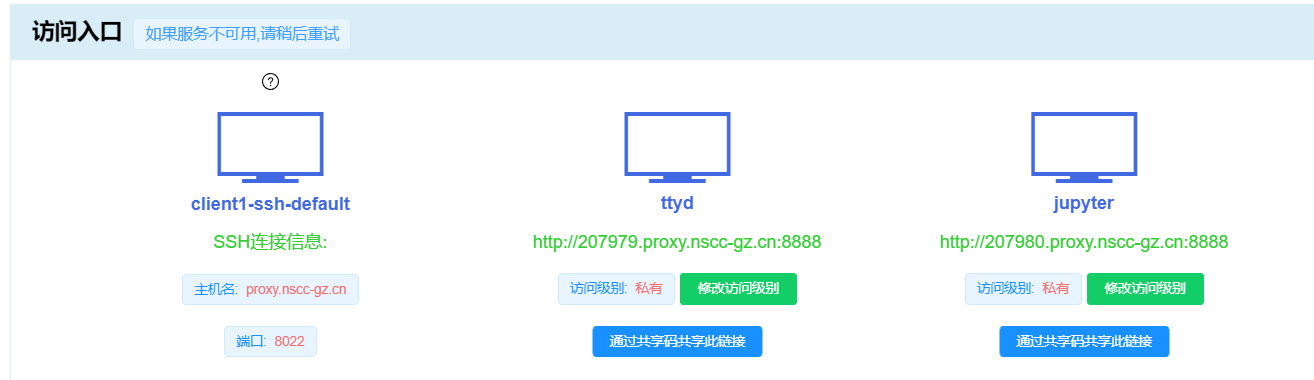 访问入口 如果服务不可用,请稍后重试
?
client1-ssh-default
SSH连接信息:
主机名: proxy.nscc-gz.cn
端口: 8022
ttyd
http://207979.proxy.nscc-gz.cn:8888
访问级别: 私有 修改访问级别
通过共享码共享此链接
jupyter
http://207980.proxy.nscc-gz.cn:8888
访问级别: 私有 修改访问级别
通过共享码共享此链接